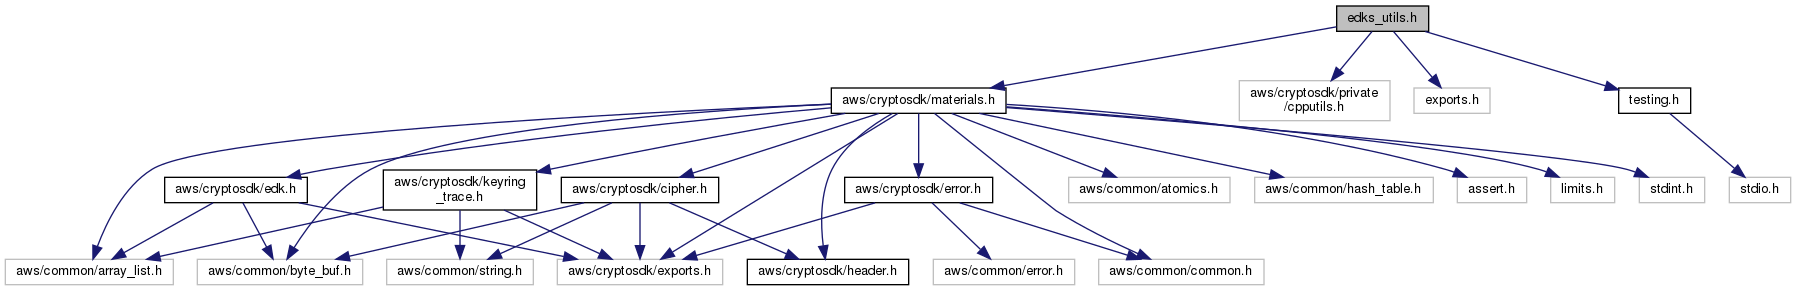 edks_utils.h
aws/cryptosdk/materials.h
aws/cryptosdk/private
/cpputils.h
exports.h
testing.h
aws/cryptosdk/edk.h
aws/cryptosdk/keyring
_trace.h
aws/cryptosdk/cipher.h
aws/cryptosdk/error.h
aws/common/atomics.h
aws/common/hash_table.h
assert.h
limits.h
stdint.h
stdio.h
aws/common/array_list.h
aws/common/byte_buf.h
aws/common/string.h
aws/cryptosdk/exports.h
aws/cryptosdk/header.h
aws/common/error.h
aws/common/common.h